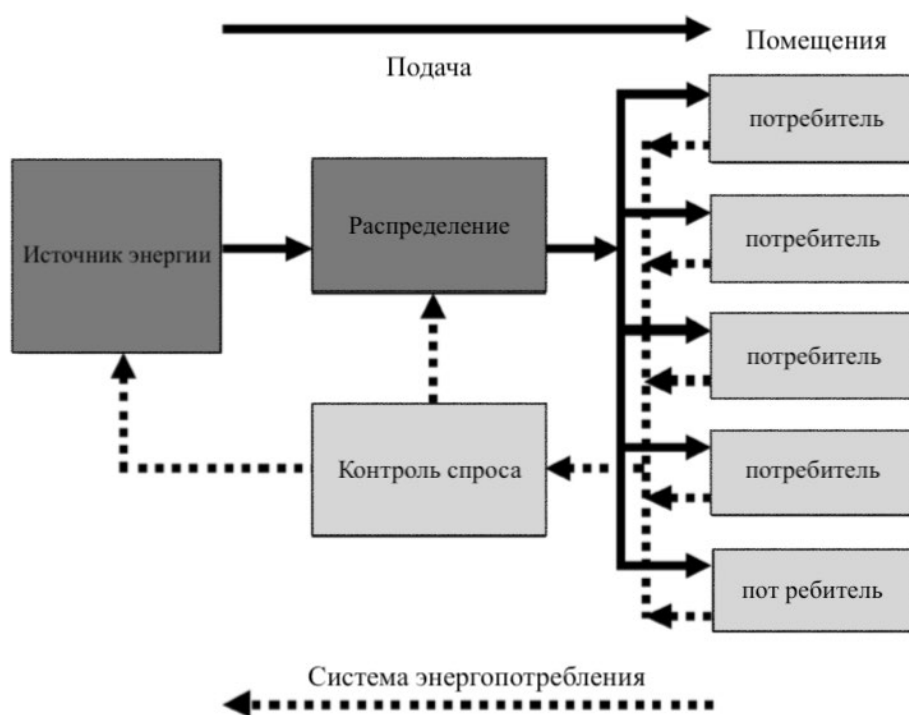 Помещения
Подача
потребитель
Источник энергии
Распределение
потребитель
потребитель
Контроль спроса
потребитель
пот ребитель
Система энергопотребления